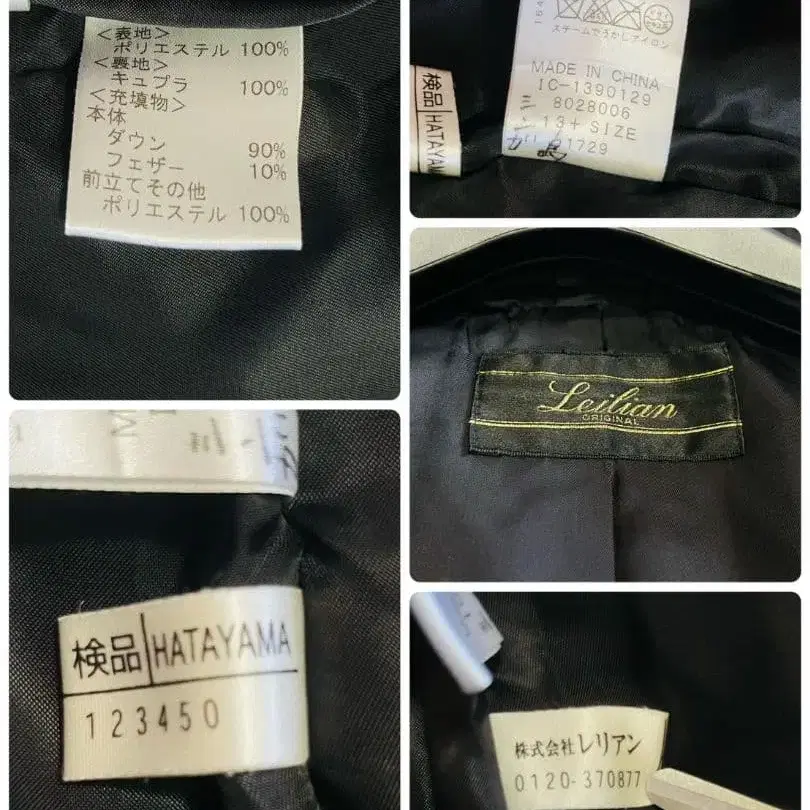 <表地>
ポリエステル 100%
<裏地>
キュプラ 100%
<充填物>
本体
ダウン 90%
フェザー 10%
前立てその他
ポリエステル 100%
スチームでうかしアイロン
MADE IN CHINA
IC-1390129
8028006
13+ SIZE
01729
検品 HATAYAMA
Leilian
ORIGINAL
検品 HATAYAMA
123450
株式会社レリアン
0120-370877